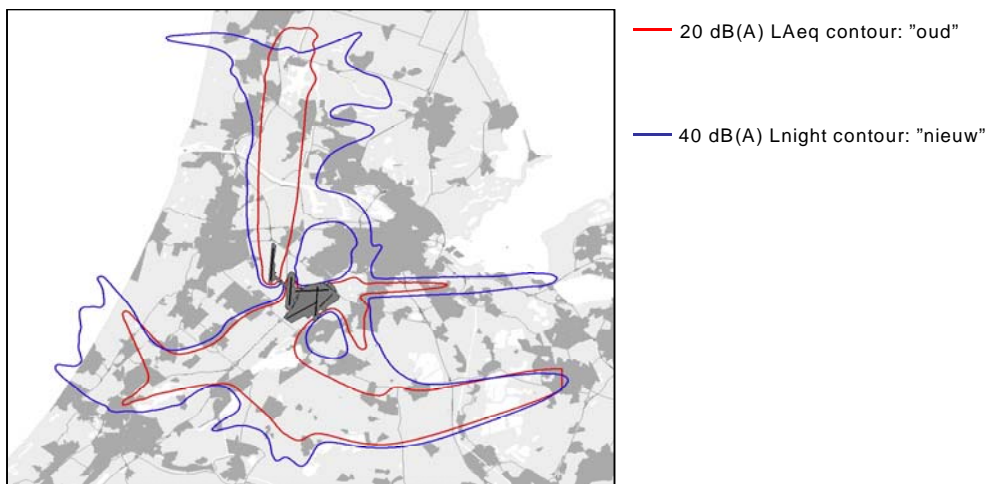 20 dB(A) LAeq contour: ”oud”
40 dB(A) Lnight contour: ”nieuw”